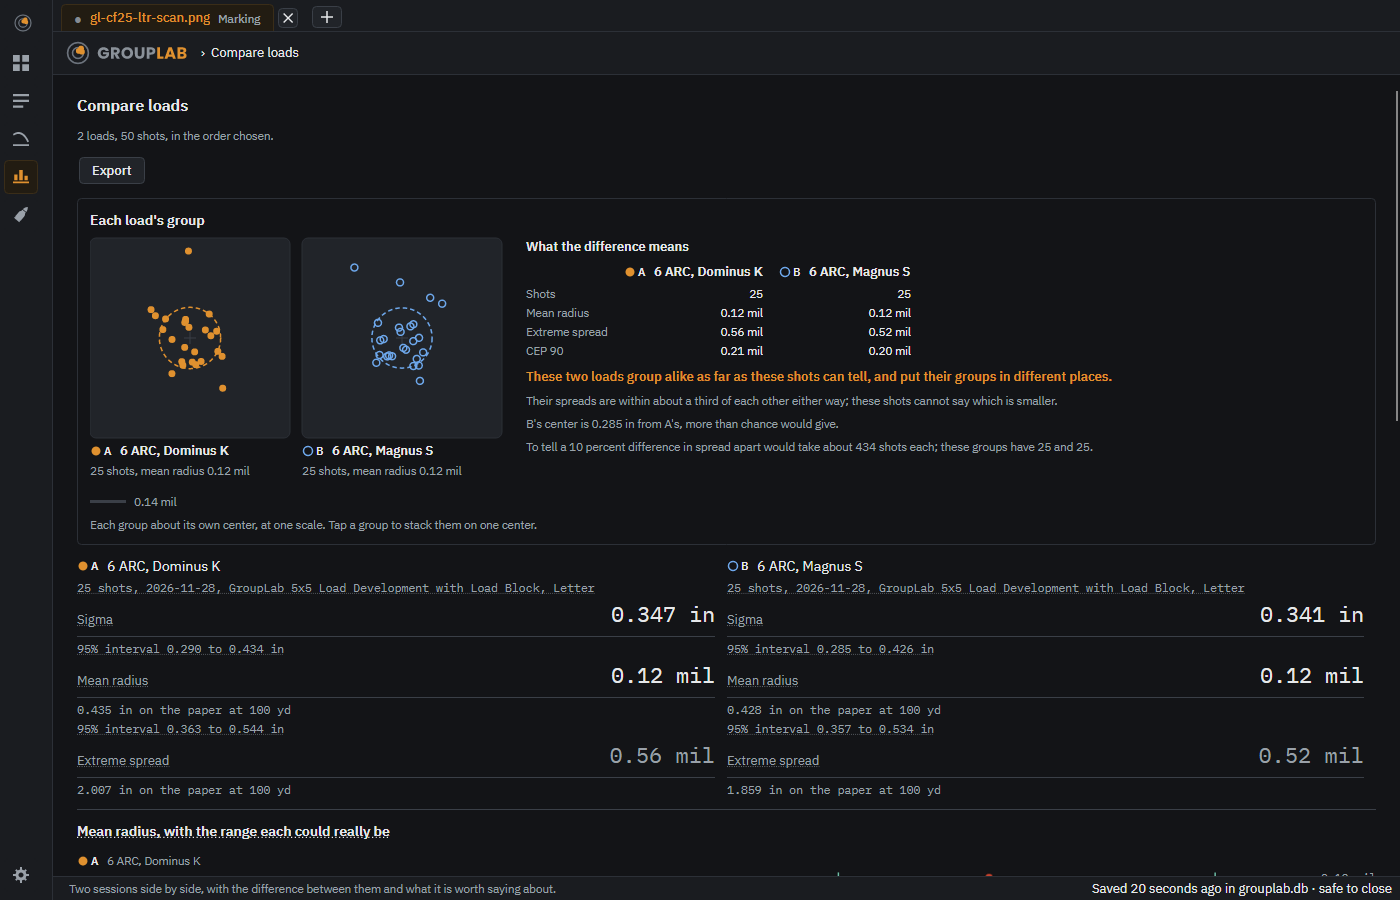 gl-cf25-ltr-scan.png Marking
GROUPLAB › Compare loads
Compare loads
2 loads, 50 shots, in the order chosen.
Export
Each load's group
What the difference means
A 6 ARC, Dominus K B 6 ARC, Magnus S
Shots 25 25
Mean radius 0.12 mil 0.12 mil
Extreme spread 0.56 mil 0.52 mil
CEP 90 0.21 mil 0.20 mil
These two loads group alike as far as these shots can tell, and put their groups in different places.
Their spreads are within about a third of each other either way; these shots cannot say which is smaller.
B's center is 0.285 in from A's, more than chance would give.
To tell a 10 percent difference in spread apart would take about 434 shots each; these groups have 25 and 25.
A 6 ARC, Dominus K
25 shots, mean radius 0.12 mil
B 6 ARC, Magnus S
25 shots, mean radius 0.12 mil
0.14 mil
Each group about its own center, at one scale. Tap a group to stack them on one center.
A 6 ARC, Dominus K
25 shots, 2026-11-28, GroupLab 5x5 Load Development with Load Block, Letter
Sigma 0.347 in
95% interval 0.290 to 0.434 in
Mean radius 0.12 mil
0.435 in on the paper at 100 yd
95% interval 0.363 to 0.544 in
Extreme spread 0.56 mil
2.007 in on the paper at 100 yd
B 6 ARC, Magnus S
25 shots, 2026-11-28, GroupLab 5x5 Load Development with Load Block, Letter
Sigma 0.341 in
95% interval 0.285 to 0.426 in
Mean radius 0.12 mil
0.428 in on the paper at 100 yd
95% interval 0.357 to 0.534 in
Extreme spread 0.52 mil
1.859 in on the paper at 100 yd
Mean radius, with the range each could really be
A 6 ARC, Dominus K
Two sessions side by side, with the difference between them and what it is worth saying about.
Saved 20 seconds ago in grouplab.db · safe to close